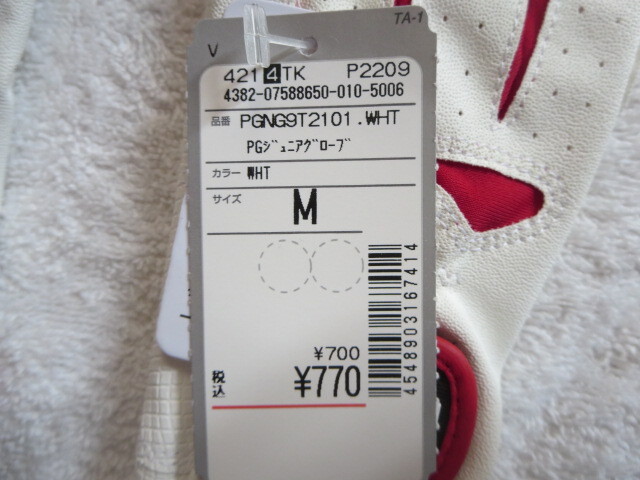 TA-1
V
421 4 TK P2209
4382-07588650-010-5006
品番 PGNG9T2101.WHT
PGｼﾞｭﾆｱｸﾞﾛｰﾌﾞ
カラー WHT
サイズ M
¥700
税込 ¥770
4548903167414